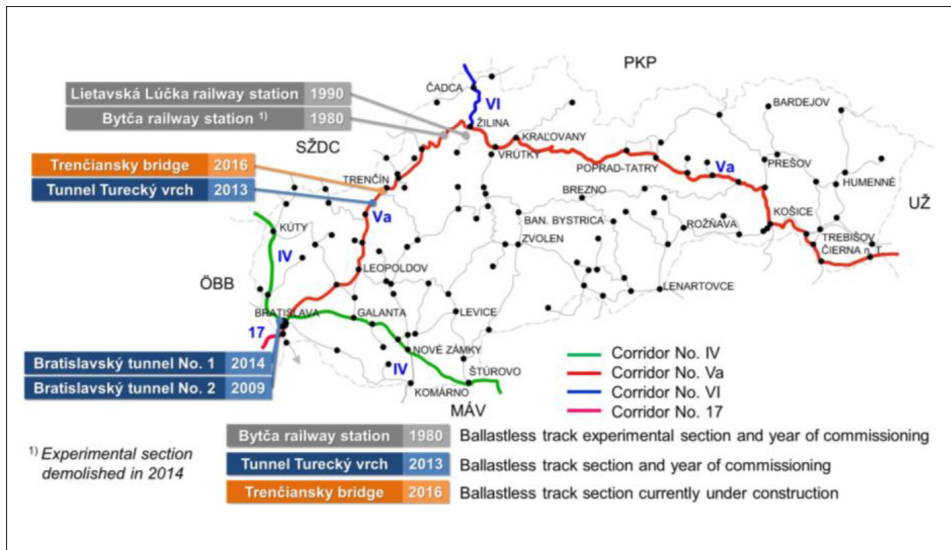 PKP
ČADCA
VI
BARDEJOV
Lietavská Lúčka railway station 1990
Bytča railway station 1) 1980
ŽILINA
KRAĽOVANY
VRÚTKY
SŽDC
POPRAD-TATRY
Va
PREŠOV
Trenčiansky bridge 2016
Tunnel Turecký vrch 2013
TRENČÍN
HUMENNÉ
BREZNO
UŽ
Va
KOŠICE
KÚTY
BAN. BYSTRICA
ROŽŇAVA
ZVOLEN
TREBIŠOV
IV
ČIERNA n. T.
ÖBB
LEOPOLDOV
LENARTOVCE
BRATISLAVA
GALANTA
LEVICE
17
NOVÉ ZÁMKY
Bratislavský tunnel No. 1 2014
Bratislavský tunnel No. 2 2009
IV
ŠTÚROVO
KOMÁRNO
MÁV
Corridor No. IV
Corridor No. Va
Corridor No. VI
Corridor No. 17
1) Experimental section
demolished in 2014
Bytča railway station 1980 Ballastless track experimental section and year of commissioning
Tunnel Turecký vrch 2013 Ballastless track section and year of commissioning
Trenčiansky bridge 2016 Ballastless track section currently under construction